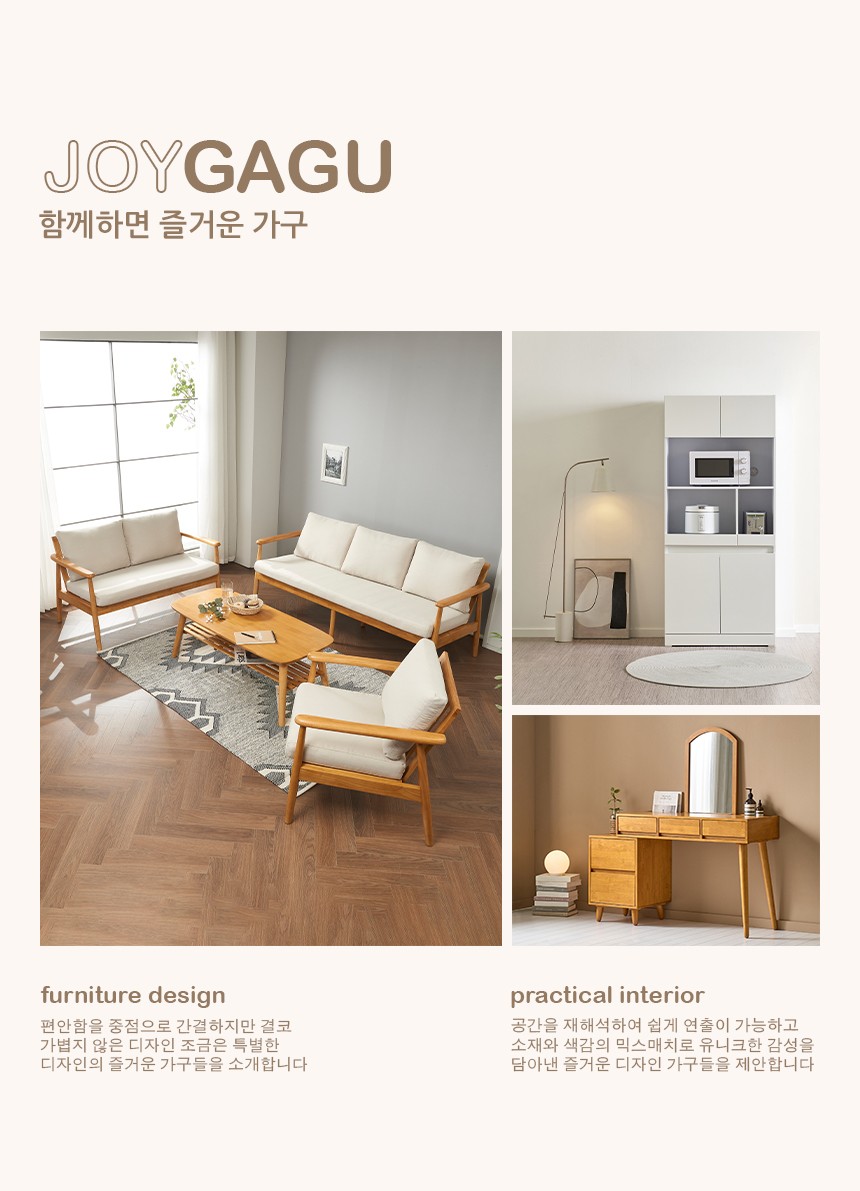 JOYGAGU
함께하면 즐거운 가구
furniture design
편안함을 중점으로 간결하지만 결코
가볍지 않은 디자인 조금은 특별한
디자인의 즐거운 가구들을 소개합니다
practical interior
공간을 재해석하여 쉽게 연출이 가능하고
소재와 색감의 믹스매치로 유니크한 감성을
담아낸 즐거운 디자인 가구들을 제안합니다